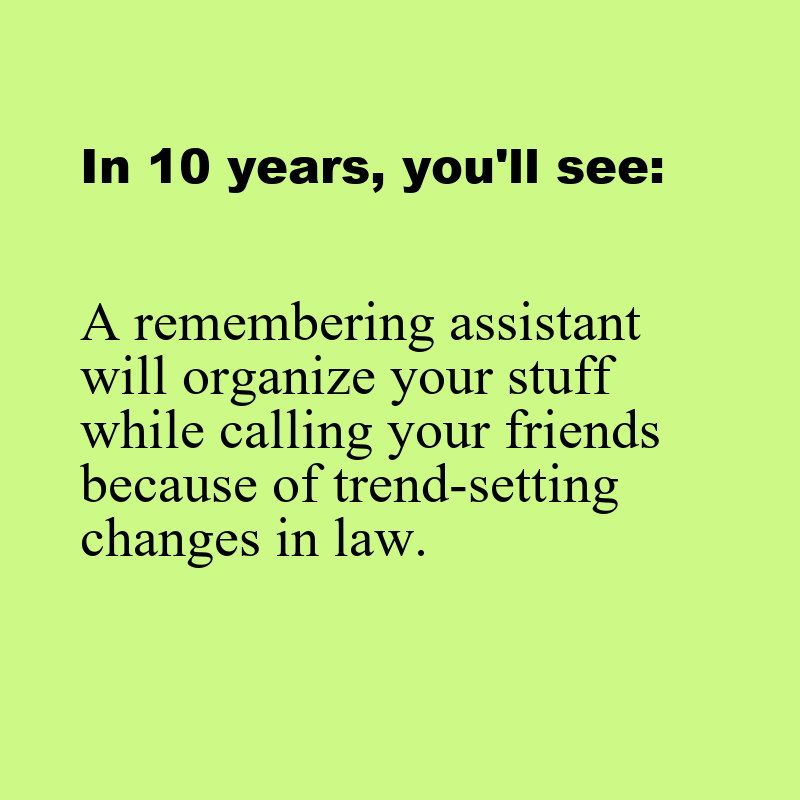 In 10 years, you'll see:
A remembering assistant
will organize your stuff
while calling your friends
because of trend-setting
changes in law.